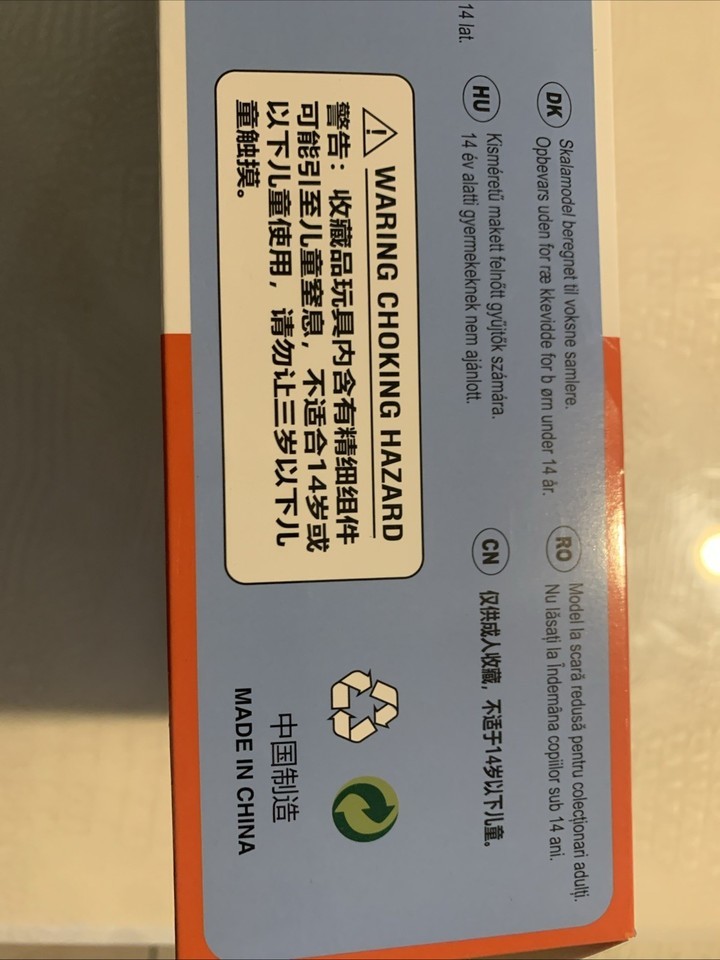 14 lat.
DK
Skalamodel beregnet til voksne samlere.
Opbevars uden for ræ kkevidde for b ørn under 14 år.
HU
Kisméretű makett felnőtt gyűjtők számára.
14 év alatti gyermekeknek nem ajánlott.
RO
Model la scară redusă pentru colecționari adulți.
Nu lăsați la Îndemâna copiilor sub 14 ani.
CN
仅供成人收藏，不适于14岁以下儿童。
WARING CHOKING HAZARD
警告：收藏品玩具内含有精细组件
可能引至儿童窒息，不适合14岁或
以下儿童使用，请勿让三岁以下儿
童触摸。
中国制造
MADE IN CHINA